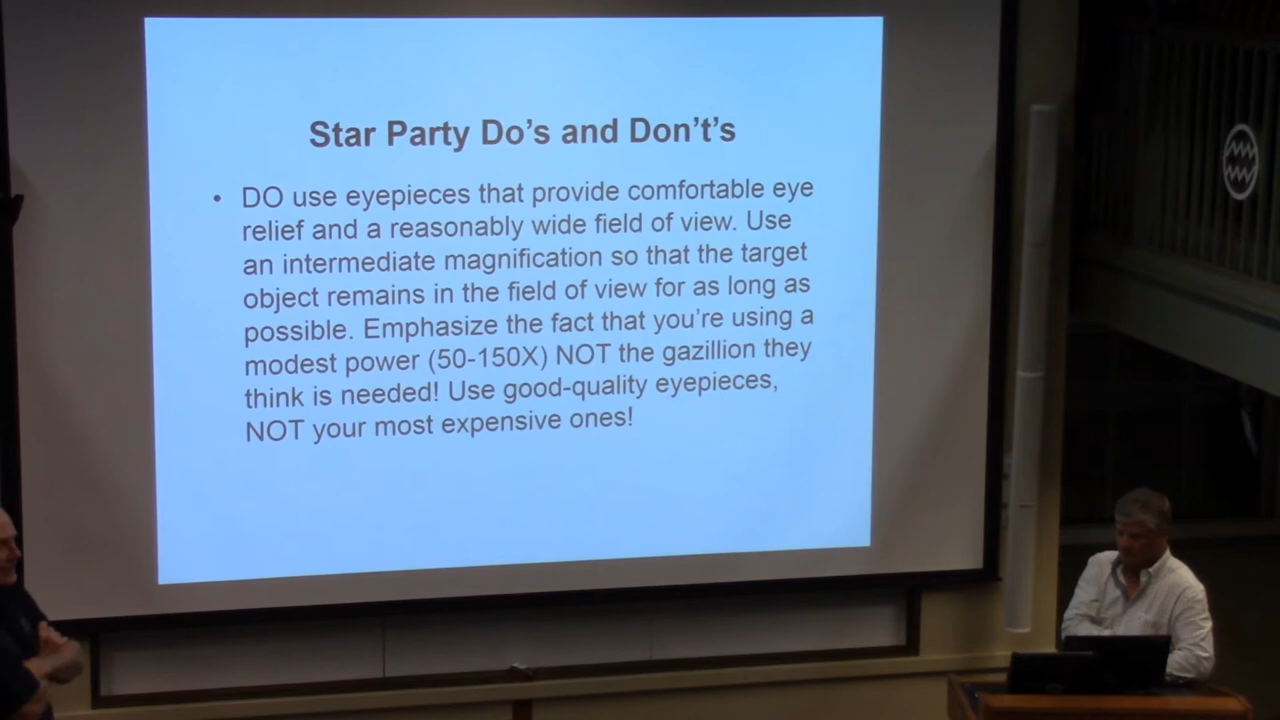 Star Party Do's and Don't's
• DO use eyepieces that provide comfortable eye
relief and a reasonably wide field of view. Use
an intermediate magnification so that the target
object remains in the field of view for as long as
possible. Emphasize the fact that you're using a
modest power (50-150X) NOT the gazillion they
think is needed! Use good-quality eyepieces,
NOT your most expensive ones!